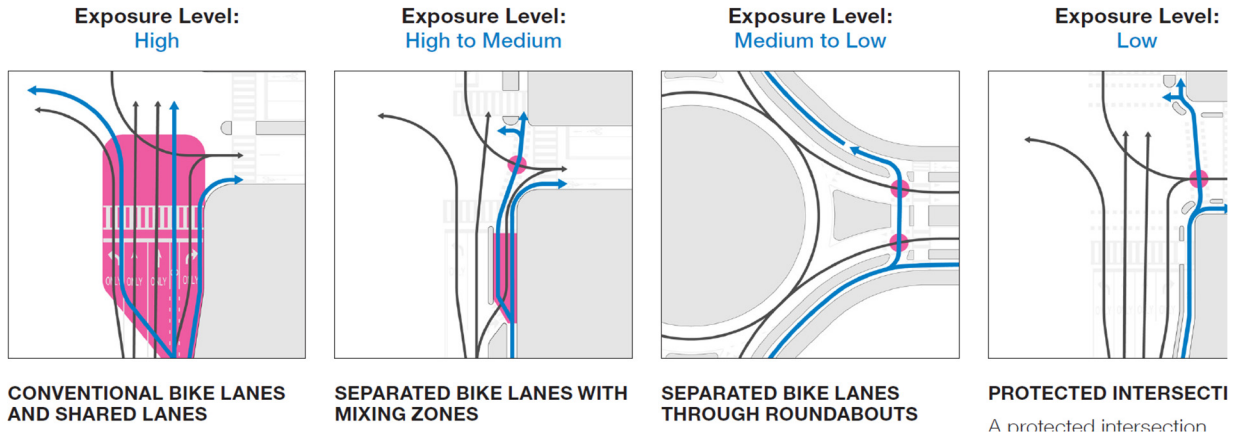 Exposure Level:
High
Exposure Level:
High to Medium
Exposure Level:
Medium to Low
Exposure Level:
Low
ONLY
ONLY
ONLY
CONVENTIONAL BIKE LANES
AND SHARED LANES
SEPARATED BIKE LANES WITH
MIXING ZONES
SEPARATED BIKE LANES
THROUGH ROUNDABOUTS
PROTECTED INTERSECTI
A protected intersection